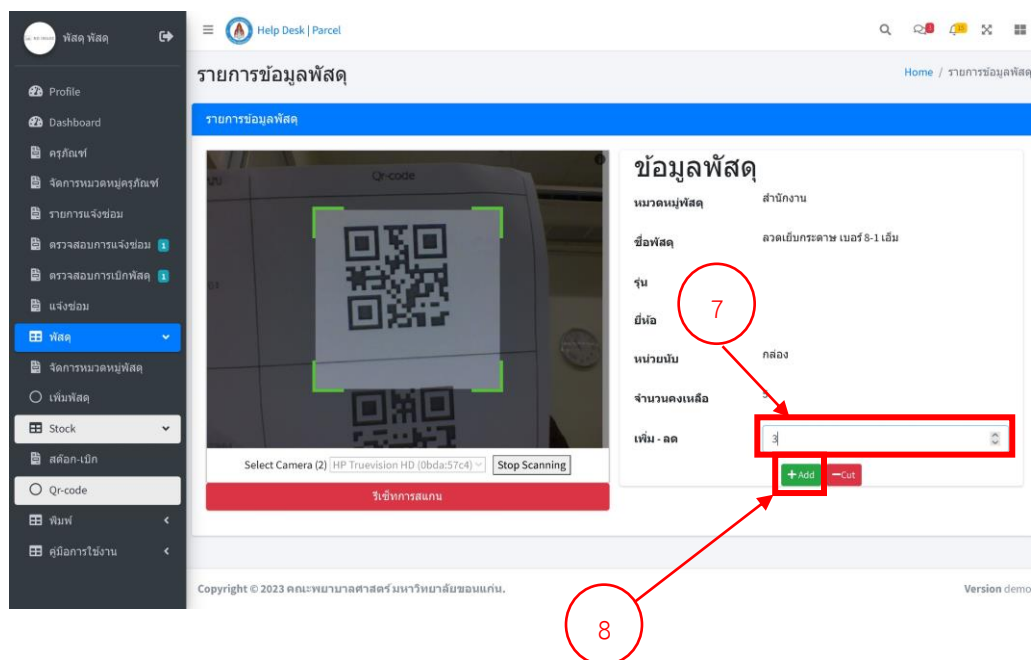 พัสดุ พัสดุ
Help Desk | Parcel
Profile
Dashboard
ครุภัณฑ์
จัดการหมวดหมู่ครุภัณฑ์
รายการแจ้งซ่อม
ตรวจสอบการแจ้งซ่อม 1
ตรวจสอบการเบิกพัสดุ 1
แจ้งซ่อม
พัสดุ
จัดการหมวดหมู่พัสดุ
เพิ่มพัสดุ
Stock
สต๊อก-เบิก
Qr-code
พิมพ์
คู่มือการใช้งาน
รายการข้อมูลพัสดุ
Home / รายการข้อมูลพัสดุ
รายการข้อมูลพัสดุ
Qr-code
Select Camera (2) HP Truevision HD (0bda:57c4) Stop Scanning
รีเซ็ทการสแกน
ข้อมูลพัสดุ
หมวดหมู่พัสดุ สำนักงาน
ชื่อพัสดุ ลวดเย็บกระดาษ เบอร์ 8-1 เอ็ม
รุ่น
ยี่ห้อ
7
หน่วยนับ กล่อง
จำนวนคงเหลือ
เพิ่ม - ลด 3
+ Add −Cut
Copyright © 2023 คณะพยาบาลศาสตร์ มหาวิทยาลัยขอนแก่น.
Version demo
8